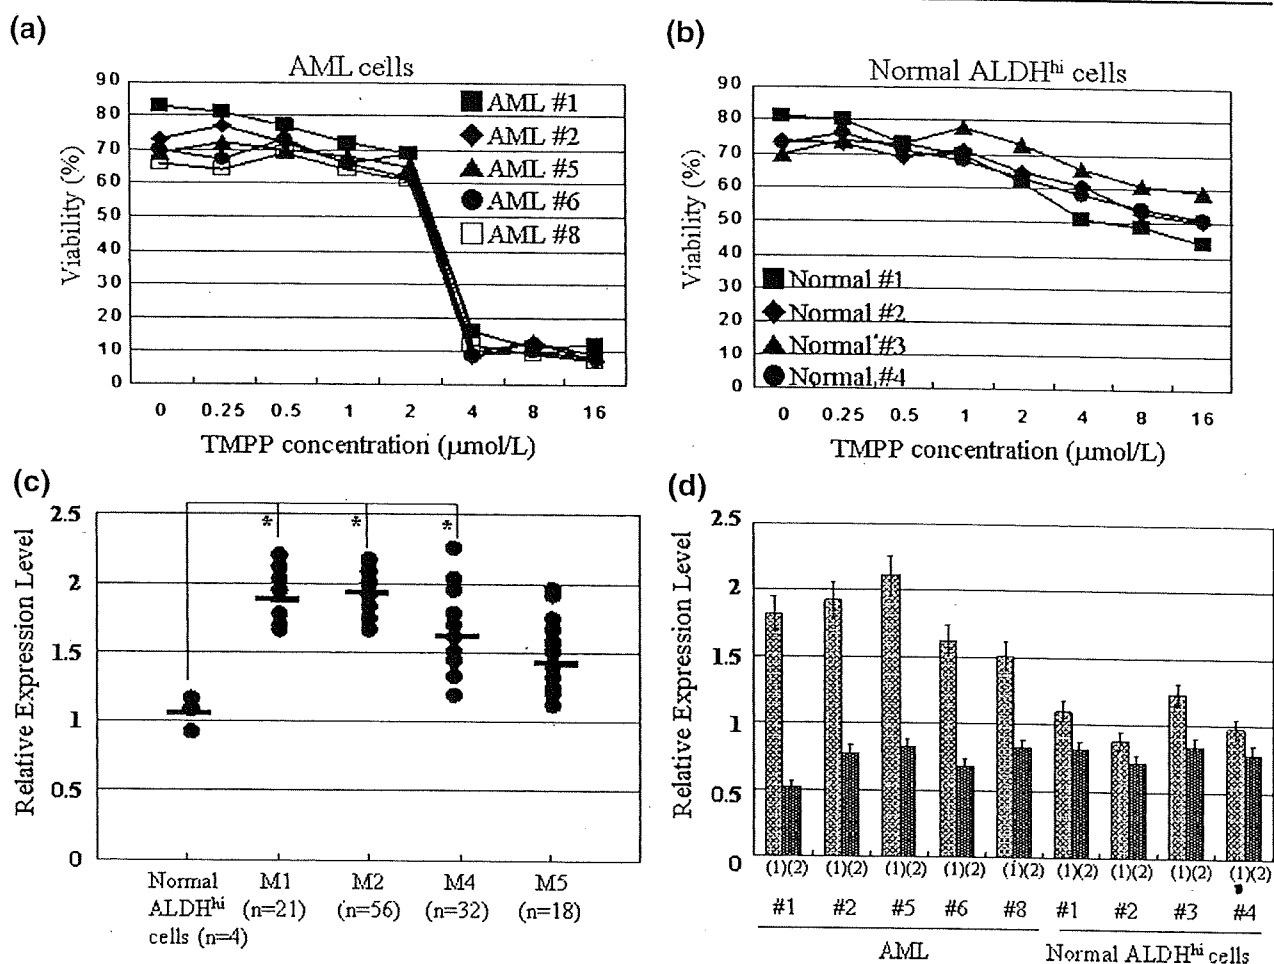 (a)
AML cells
90
80
70
60
50
40
30
20
10
0
Viability (%)
AML #1
AML #2
AML #5
AML #6
AML #8
0 0.25 0.5 1 2 4 8 16
TMPP concentration (μmol/L)
(b)
Normal ALDHhi cells
90
80
70
60
50
40
30
20
10
0
Viability (%)
Normal #1
Normal #2
Normal #3
Normal #4
0 0.25 0.5 1 2 4 8 16
TMPP concentration (μmol/L)
(c)
2.5
2
1.5
1
0.5
0
Relative Expression Level
* * *
Normal M1 M2 M4 M5
ALDHhi (n=21) (n=56) (n=32) (n=18)
cells (n=4)
(d)
2.5
2
1.5
1
0.5
0
Relative Expression Level
(1)(2) (1)(2) (1)(2) (1)(2) (1)(2) (1)(2) (1)(2) (1)(2) (1)(2)
#1 #2 #5 #6 #8 #1 #2 #3 #4
AML Normal ALDHhi cells